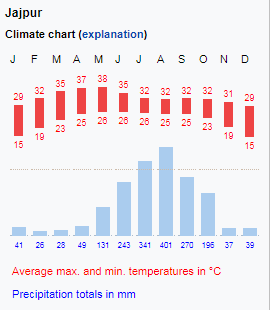 Jajpur
Climate chart (explanation)
J F M A M J J A S O N D
29 32 35 37 38 35 32 32 32 32 31 29
15 19 23 25 26 26 26 25 25 23 19 15
41 26 28 49 131 243 341 401 270 196 37 39
Average max. and min. temperatures in °C
Precipitation totals in mm